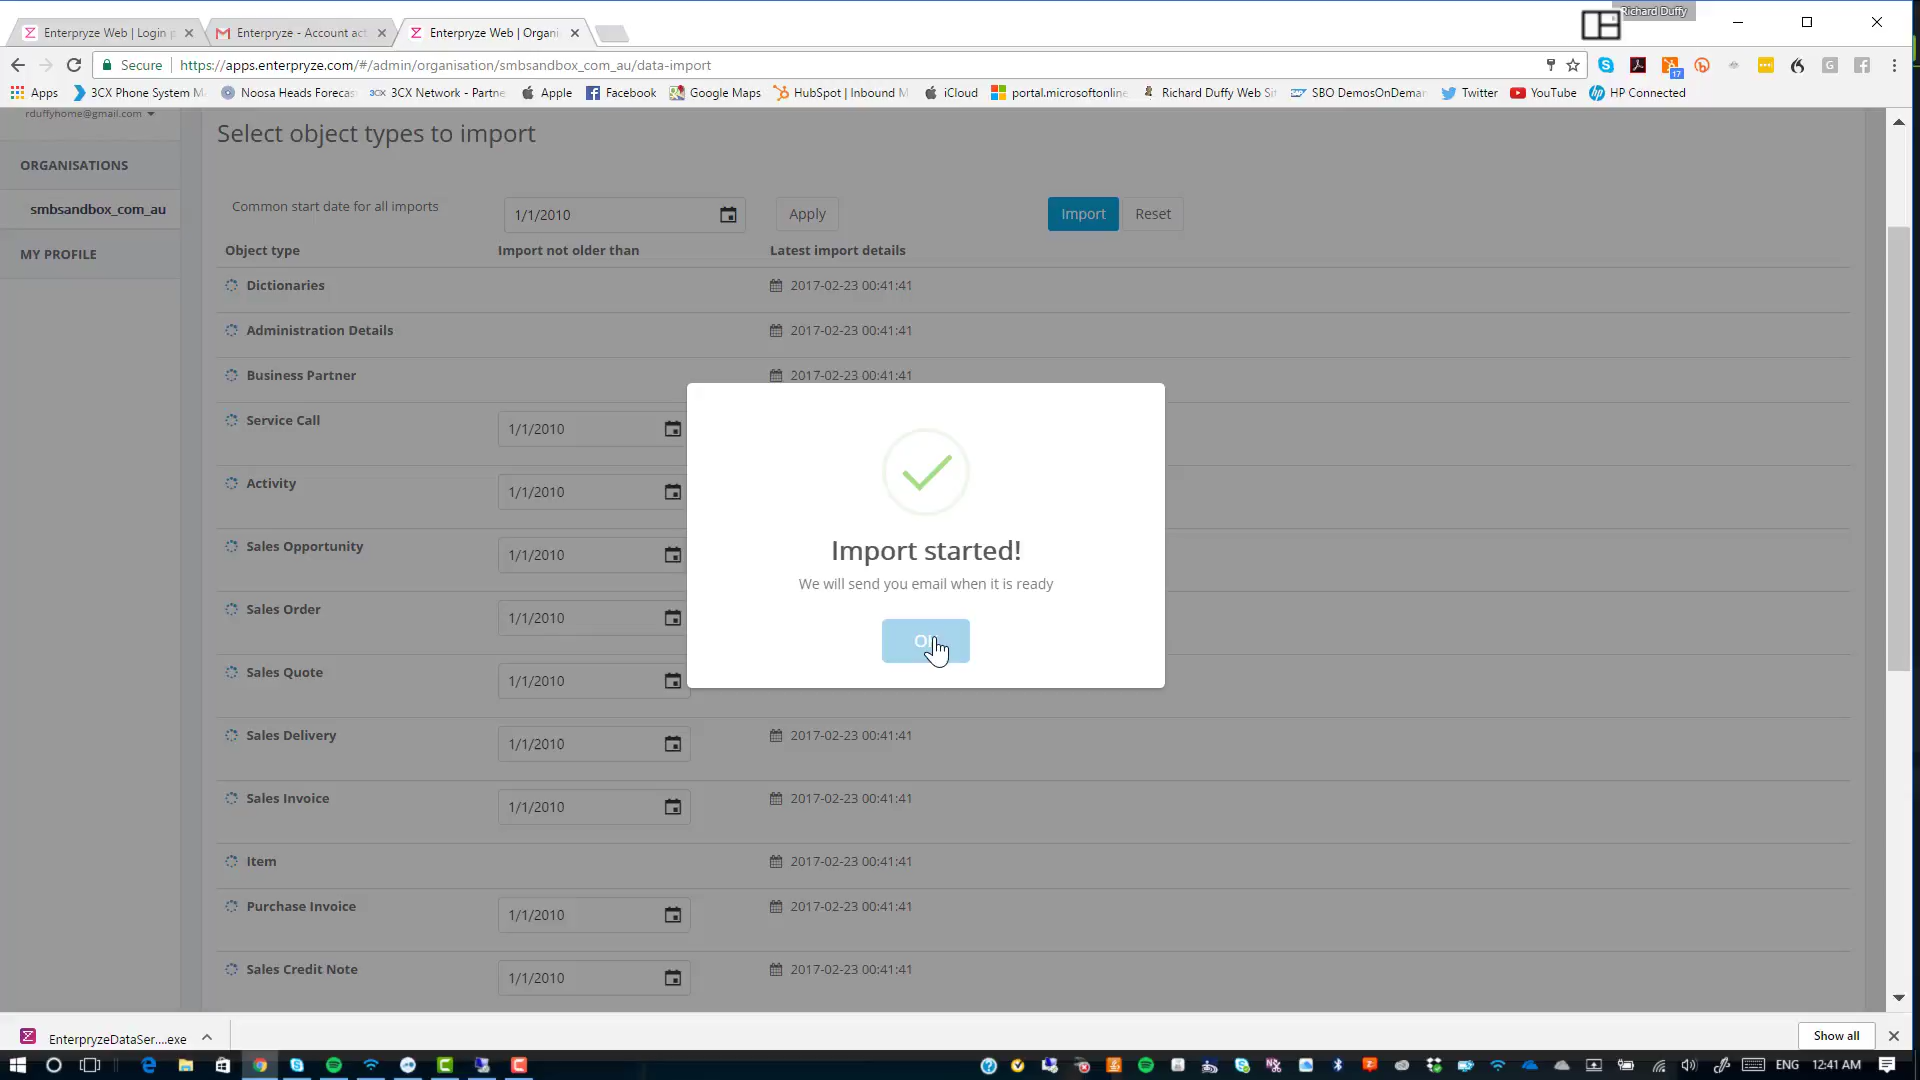 Richard Duffy
Enterpryze Web | Login p
Enterpryze - Account act
Enterpryze Web | Organi
Secure
https://apps.enterpryze.com/#/admin/organisation/smbsandbox_com_au/data-import
17
Apps
3CX Phone System M
Noosa Heads Forecas
3CX Network - Partne
Apple
Facebook
Google Maps
HubSpot | Inbound M
iCloud
portal.microsoftonline
Richard Duffy Web Sit
SBO DemosOnDeman
Twitter
YouTube
HP Connected
rduffyhome@gmail.com
ORGANISATIONS
smbsandbox_com_au
MY PROFILE
Select object types to import
Common start date for all imports
1/1/2010
Apply
Import
Reset
Object type
Import not older than
Latest import details
Dictionaries
2017-02-23 00:41:41
Administration Details
2017-02-23 00:41:41
Business Partner
2017-02-23 00:41:41
Service Call
1/1/2010
Activity
1/1/2010
Sales Opportunity
1/1/2010
Sales Order
1/1/2010
Sales Quote
1/1/2010
Import started!
We will send you email when it is ready
Sales Delivery
1/1/2010
2017-02-23 00:41:41
Sales Invoice
1/1/2010
2017-02-23 00:41:41
Item
2017-02-23 00:41:41
Purchase Invoice
1/1/2010
2017-02-23 00:41:41
Sales Credit Note
1/1/2010
2017-02-23 00:41:41
EnterpryzeDataSer....exe
Show all
ENG
12:41 AM